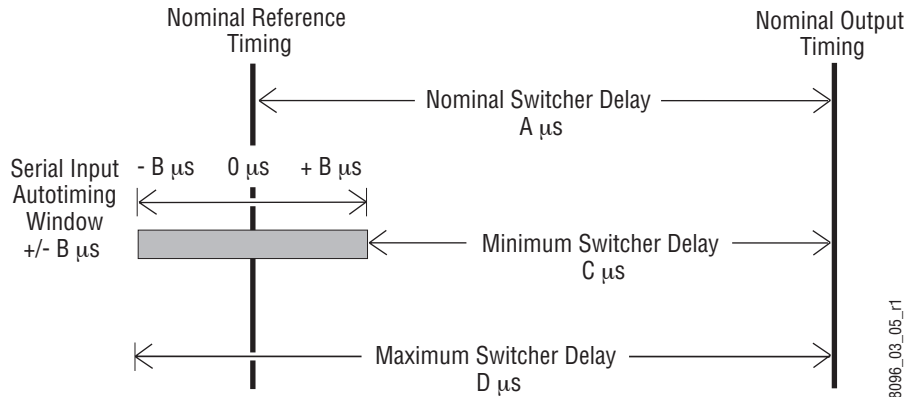 Nominal Reference
Timing
Nominal Output
Timing
Nominal Switcher Delay
A µs
Serial Input
Autotiming
Window
+/- B µs
- B µs 0 µs + B µs
Minimum Switcher Delay
C µs
Maximum Switcher Delay
D µs
8096_03_05_r1